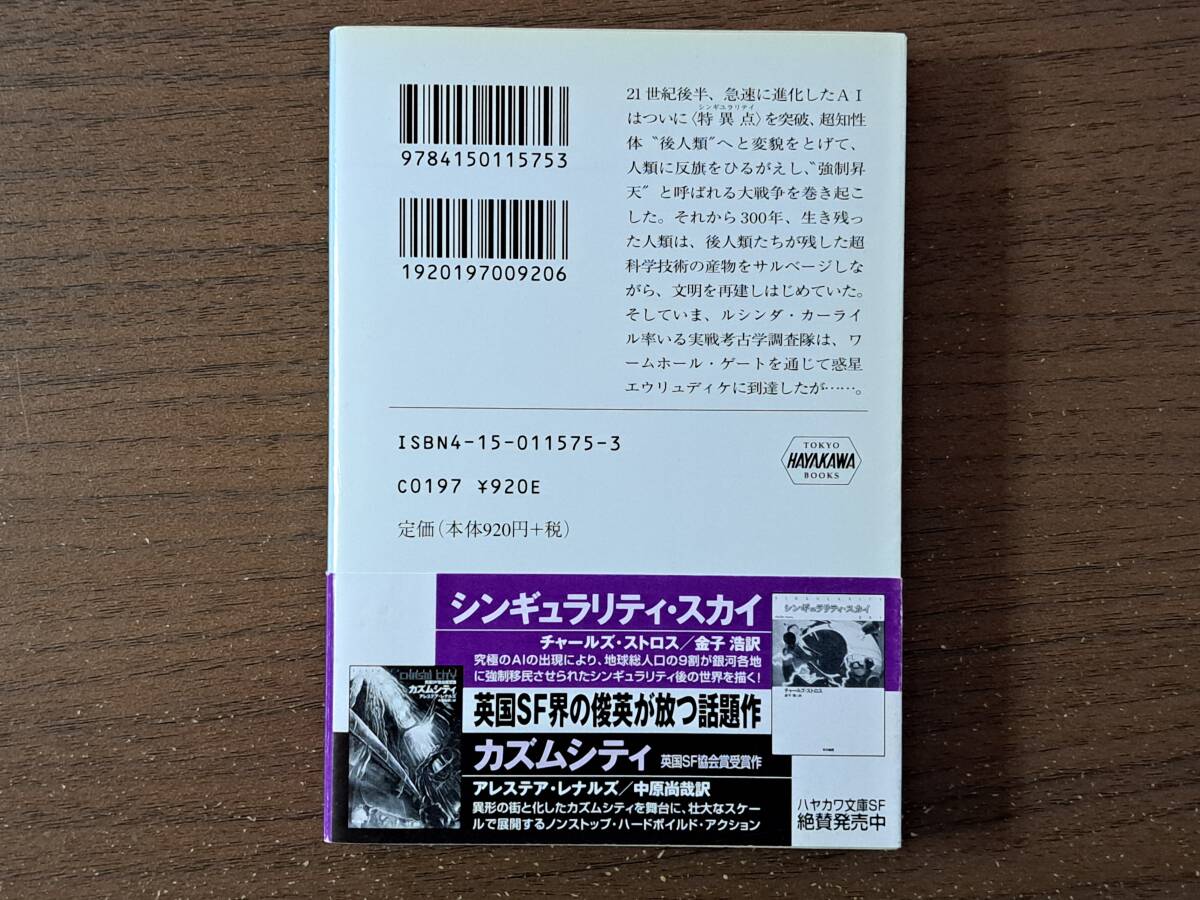 9784150115753
1920197009206
21世紀後半、急速に進化したAI
シンギュラリティ
はついに〈特異点〉を突破、超知性
体〝後人類〟へと変貌をとげて、
人類に反旗をひるがえし、〝強制昇
天〟と呼ばれる大戦争を巻き起こ
した。それから300年、生き残っ
た人類は、後人類たちが残した超
科学技術の産物をサルベージしな
がら、文明を再建しはじめていた。
そしていま、ルシンダ・カーライ
ル率いる実戦考古学調査隊は、ワ
ームホール・ゲートを通じて惑星
エウリュディケに到達したが……。
ISBN4-15-011575-3
C0197 ¥920E
定価(本体920円+税)
TOKYO
HAYAKAWA
BOOKS
シンギュラリティ・スカイ
チャールズ・ストロス/金子 浩訳
究極のAIの出現により、地球総人口の9割が銀河各地
に強制移民させられたシンギュラリティ後の世界を描く!
シンギュラリティ・スカイ
チャールズ・ストロス
英国SF界の俊英が放つ話題作
カズムシティ
アレステア・レナルズ
カズムシティ 英国SF協会賞受賞作
アレステア・レナルズ/中原尚哉訳
異形の街と化したカズムシティを舞台に、壮大なスケー
ルで展開するノンストップ・ハードボイルド・アクション
ハヤカワ文庫SF
絶賛発売中